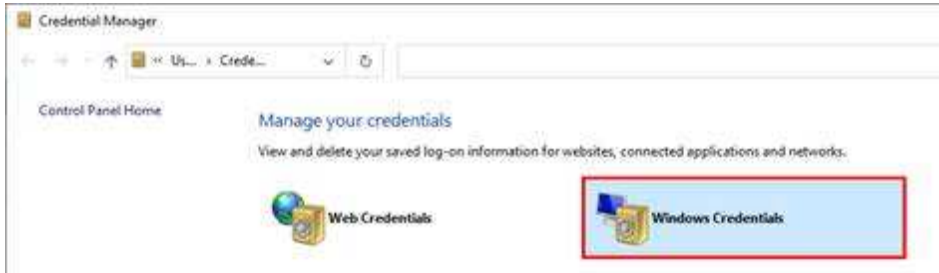 Credential Manager
« Us... › Crede...
Control Panel Home
Manage your credentials
View and delete your saved log-on information for websites, connected applications and networks.
Web Credentials
Windows Credentials